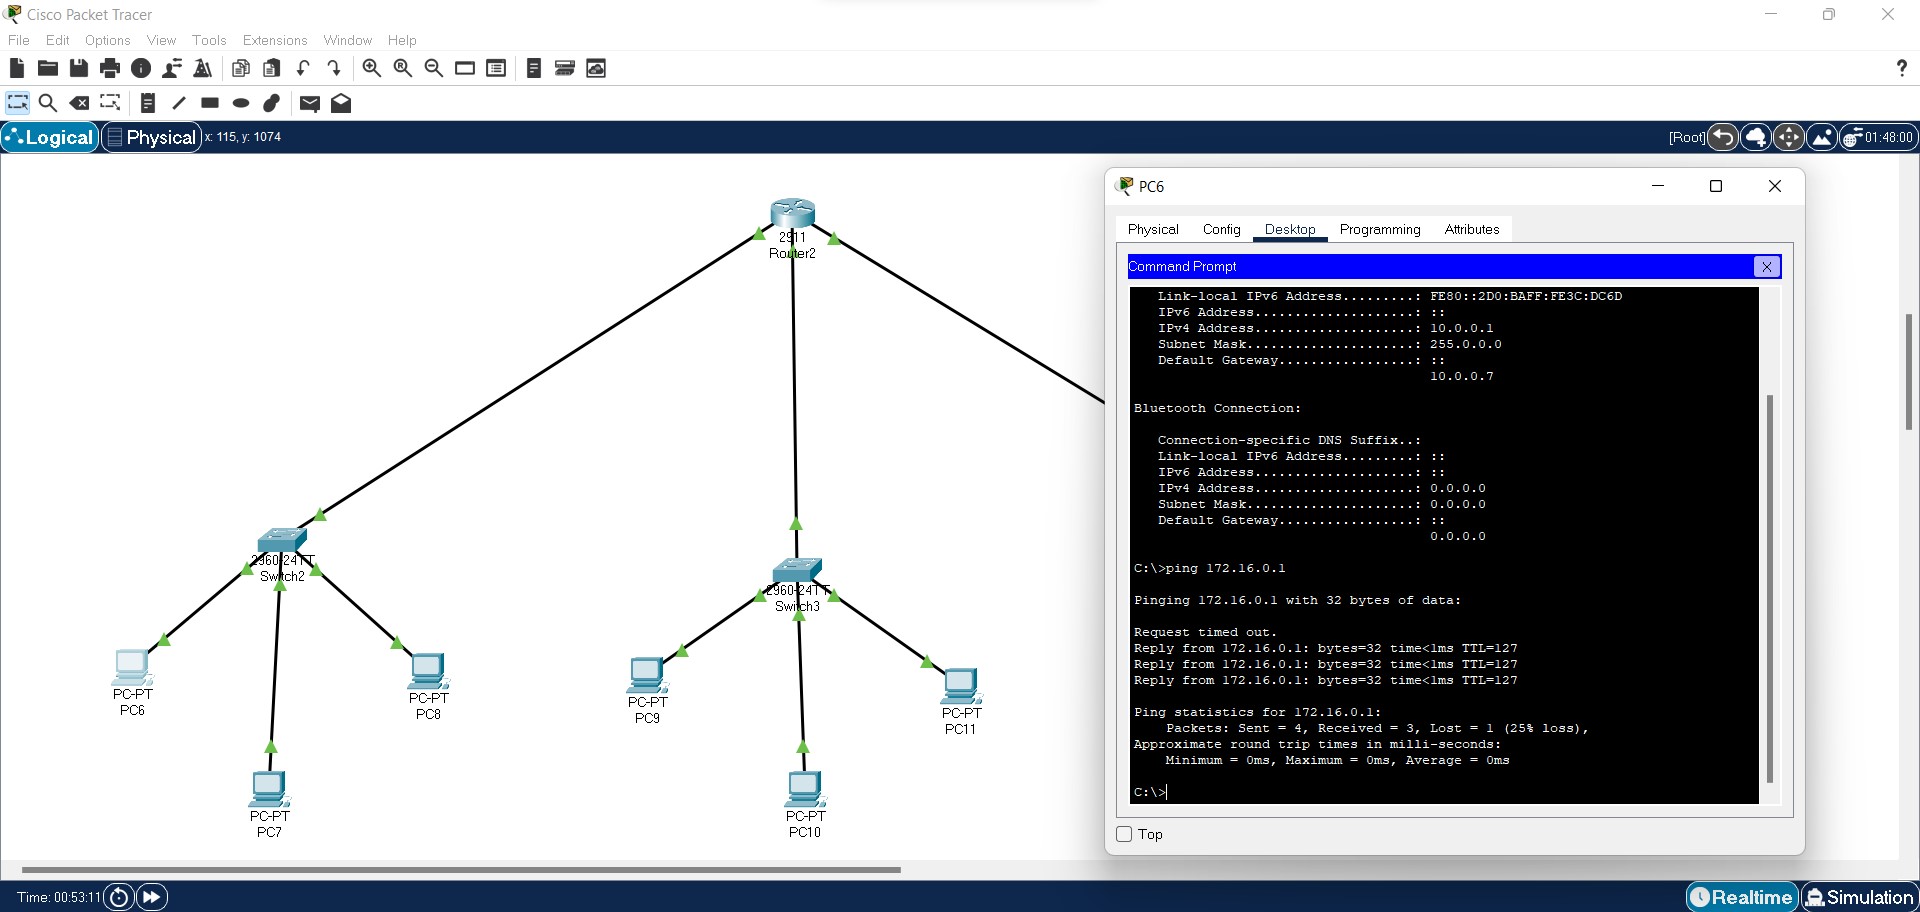 Cisco Packet Tracer
File Edit Options View Tools Extensions Window Help
?
Logical Physical x: 115, y: 1074
[Root] 01:48:00
2911
Router2
2960-24TT
Switch2
2960-24TT
Switch3
PC-PT
PC6
PC-PT
PC8
PC-PT
PC9
PC-PT
PC11
PC-PT
PC7
PC-PT
PC10
PC6
Physical Config Desktop Programming Attributes
Command Prompt X
Link-local IPv6 Address.........: FE80::2D0:BAFF:FE3C:DC6D
IPv6 Address....................: ::
IPv4 Address....................: 10.0.0.1
Subnet Mask.....................: 255.0.0.0
Default Gateway.................: ::
10.0.0.7
Bluetooth Connection:
Connection-specific DNS Suffix..:
Link-local IPv6 Address.........: ::
IPv6 Address....................: ::
IPv4 Address....................: 0.0.0.0
Subnet Mask.....................: 0.0.0.0
Default Gateway.................: ::
0.0.0.0
C:\>ping 172.16.0.1
Pinging 172.16.0.1 with 32 bytes of data:
Request timed out.
Reply from 172.16.0.1: bytes=32 time<1ms TTL=127
Reply from 172.16.0.1: bytes=32 time<1ms TTL=127
Reply from 172.16.0.1: bytes=32 time<1ms TTL=127
Ping statistics for 172.16.0.1:
Packets: Sent = 4, Received = 3, Lost = 1 (25% loss),
Approximate round trip times in milli-seconds:
Minimum = 0ms, Maximum = 0ms, Average = 0ms
C:\>
Top
Time: 00:53:11
Realtime Simulation